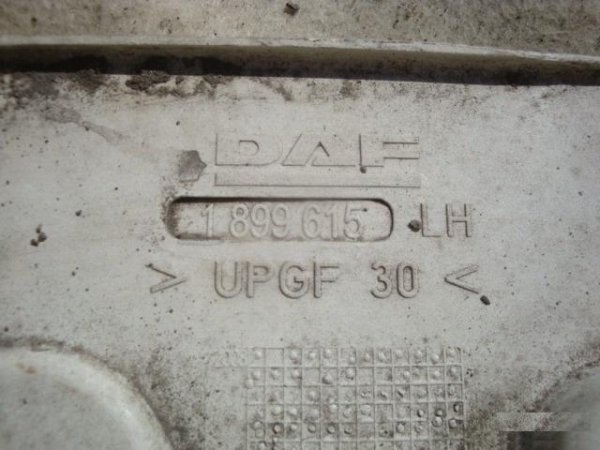 DAF
1 899 615 LH
> UPGF 30 <